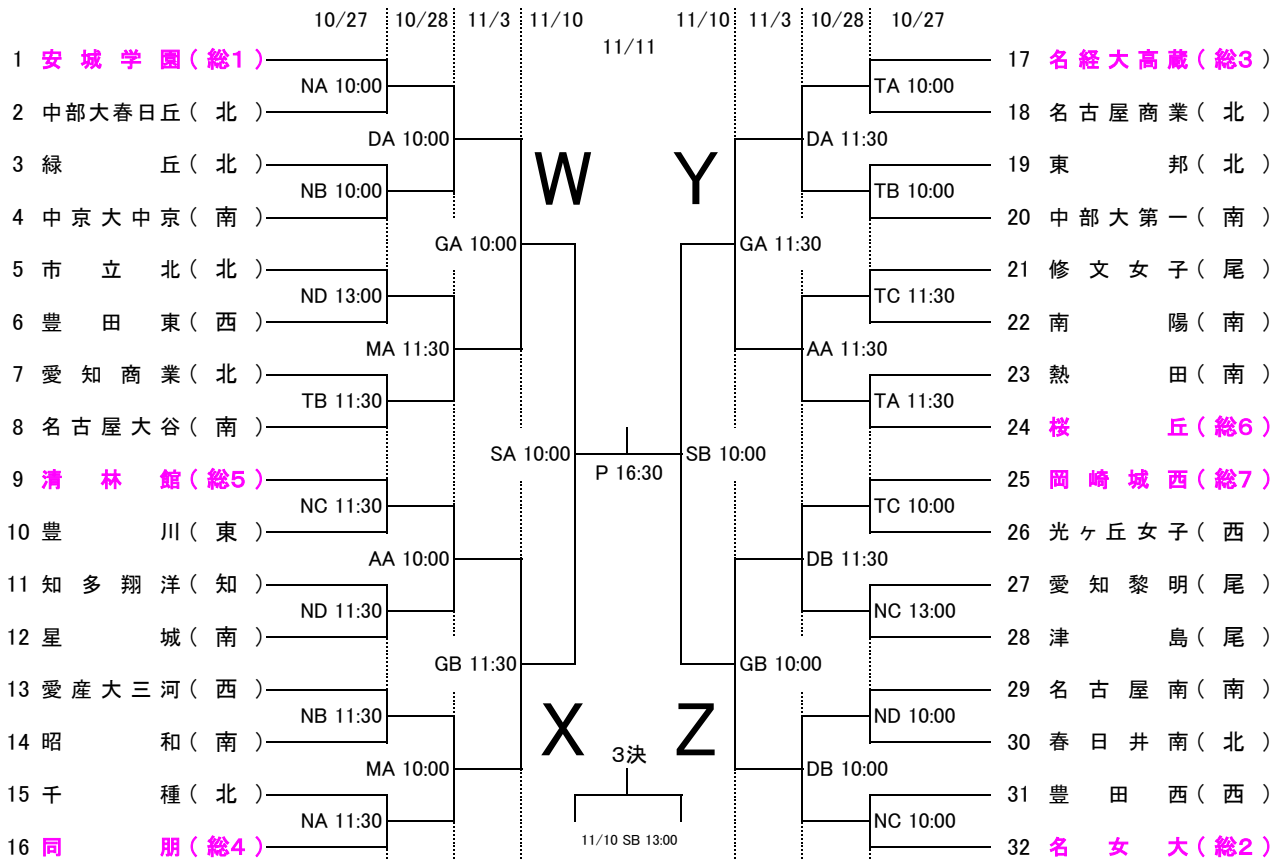 10/27 10/28 11/3 11/10 11/11 11/10 11/3 10/28 10/27
1 安城学園(総1) 17 名経大高蔵(総3)
NA 10:00 TA 10:00
2 中部大春日丘(北) 18 名古屋商業(北)
DA 10:00 DA 11:30
3 緑丘(北) W Y 19 東邦(北)
NB 10:00 TB 10:00
4 中京大中京(南) 20 中部大第一(南)
GA 10:00 GA 11:30
5 市立北(北) 21 修文女子(尾)
ND 13:00 TC 11:30
6 豊田東(西) 22 南陽(南)
MA 11:30 AA 11:30
7 愛知商業(北) 23 熱田(南)
TB 11:30 TA 11:30
8 名古屋大谷(南) 24 桜丘(総6)
SA 10:00 P 16:30 SB 10:00
9 清林館(総5) 25 岡崎城西(総7)
NC 11:30 TC 10:00
10 豊川(東) 26 光ヶ丘女子(西)
AA 10:00 DB 11:30
11 知多翔洋(知) 27 愛知黎明(尾)
ND 11:30 NC 13:00
12 星城(南) 28 津島(尾)
GB 11:30 GB 10:00
13 愛産大三河(西) 29 名古屋南(南)
NB 11:30 X Z ND 10:00
14 昭和(南) 3決 30 春日井南(北)
MA 10:00 DB 10:00
15 千種(北) 31 豊田西(西)
NA 11:30 11/10 SB 13:00 NC 10:00
16 同朋(総4) 32 名女大(総2)